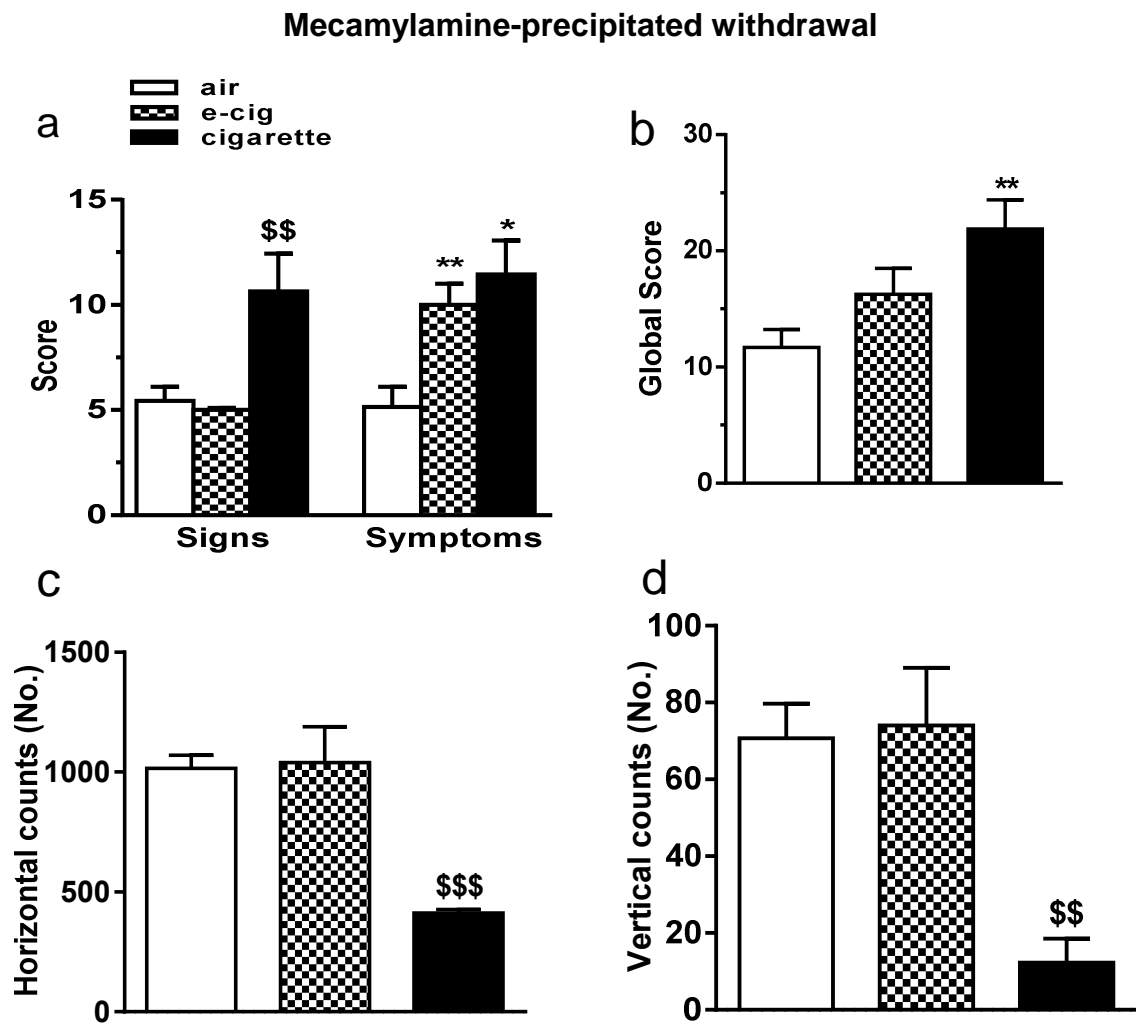 Mecamylamine-precipitated withdrawal
air
e-cig
cigarette
a
15
10
5
0
Score
$$
**
*
Signs
Symptoms
b
30
20
10
0
Global Score
**
c
1500
1000
500
0
Horizontal counts (No.)
$$$
d
100
80
60
40
20
0
Vertical counts (No.)
$$